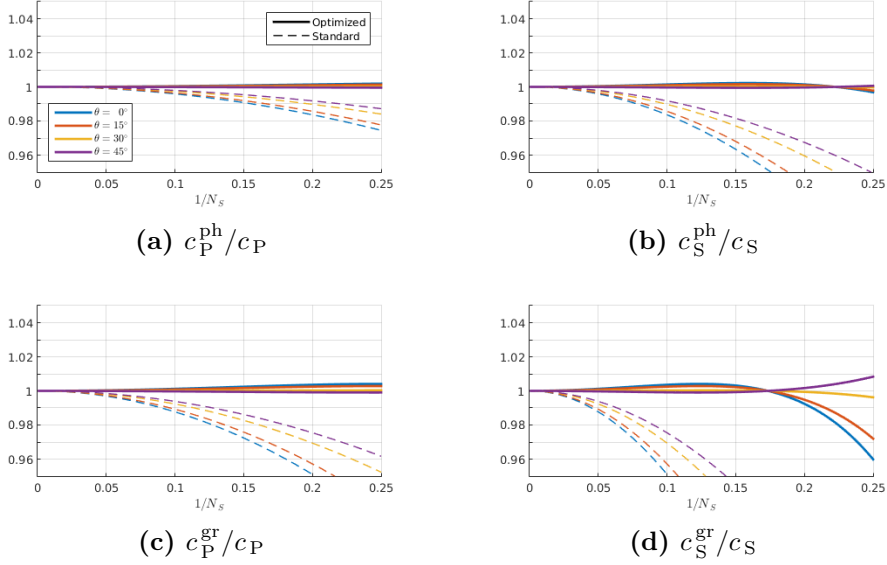 1.04
1.02
1
0.98
0.96
Optimized
Standard
θ = 0°
θ = 15°
θ = 30°
θ = 45°
0 0.05 0.1 0.15 0.2 0.25
1/N_S
(a) c_P^ph/c_P
1.04
1.02
1
0.98
0.96
0 0.05 0.1 0.15 0.2 0.25
1/N_S
(b) c_S^ph/c_S
1.04
1.02
1
0.98
0.96
0 0.05 0.1 0.15 0.2 0.25
1/N_S
(c) c_P^gr/c_P
1.04
1.02
1
0.98
0.96
0 0.05 0.1 0.15 0.2 0.25
1/N_S
(d) c_S^gr/c_S